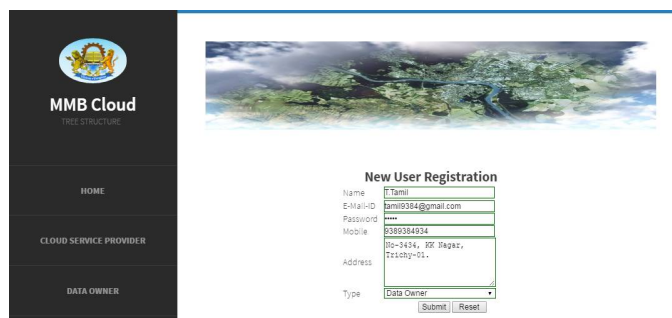 MMB Cloud
TREE STRUCTURE
HOME
CLOUD SERVICE PROVIDER
DATA OWNER
New User Registration
Name T.Tamil
E-Mail-ID tamil9384@gmail.com
Password •••••
Mobile 9389384934
Address No-3434, KK Nagar,
Trichy-01.
Type Data Owner
Submit Reset